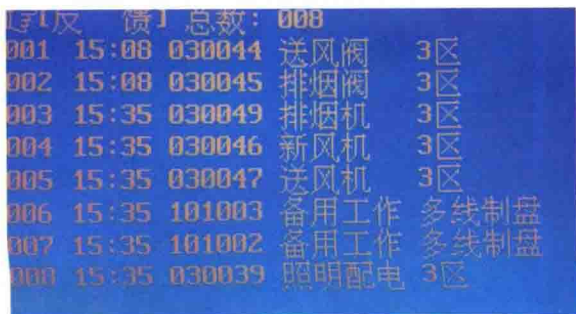 [反 馈] 总数: 008
001 15:08 030044 送风阀 3区
002 15:08 030045 排烟阀 3区
003 15:35 030049 排烟机 3区
004 15:35 030046 新风机 3区
005 15:35 030047 送风机 3区
006 15:35 101003 备用工作 多线制盘
007 15:35 101002 备用工作 多线制盘
008 15:35 030039 照明配电 3区